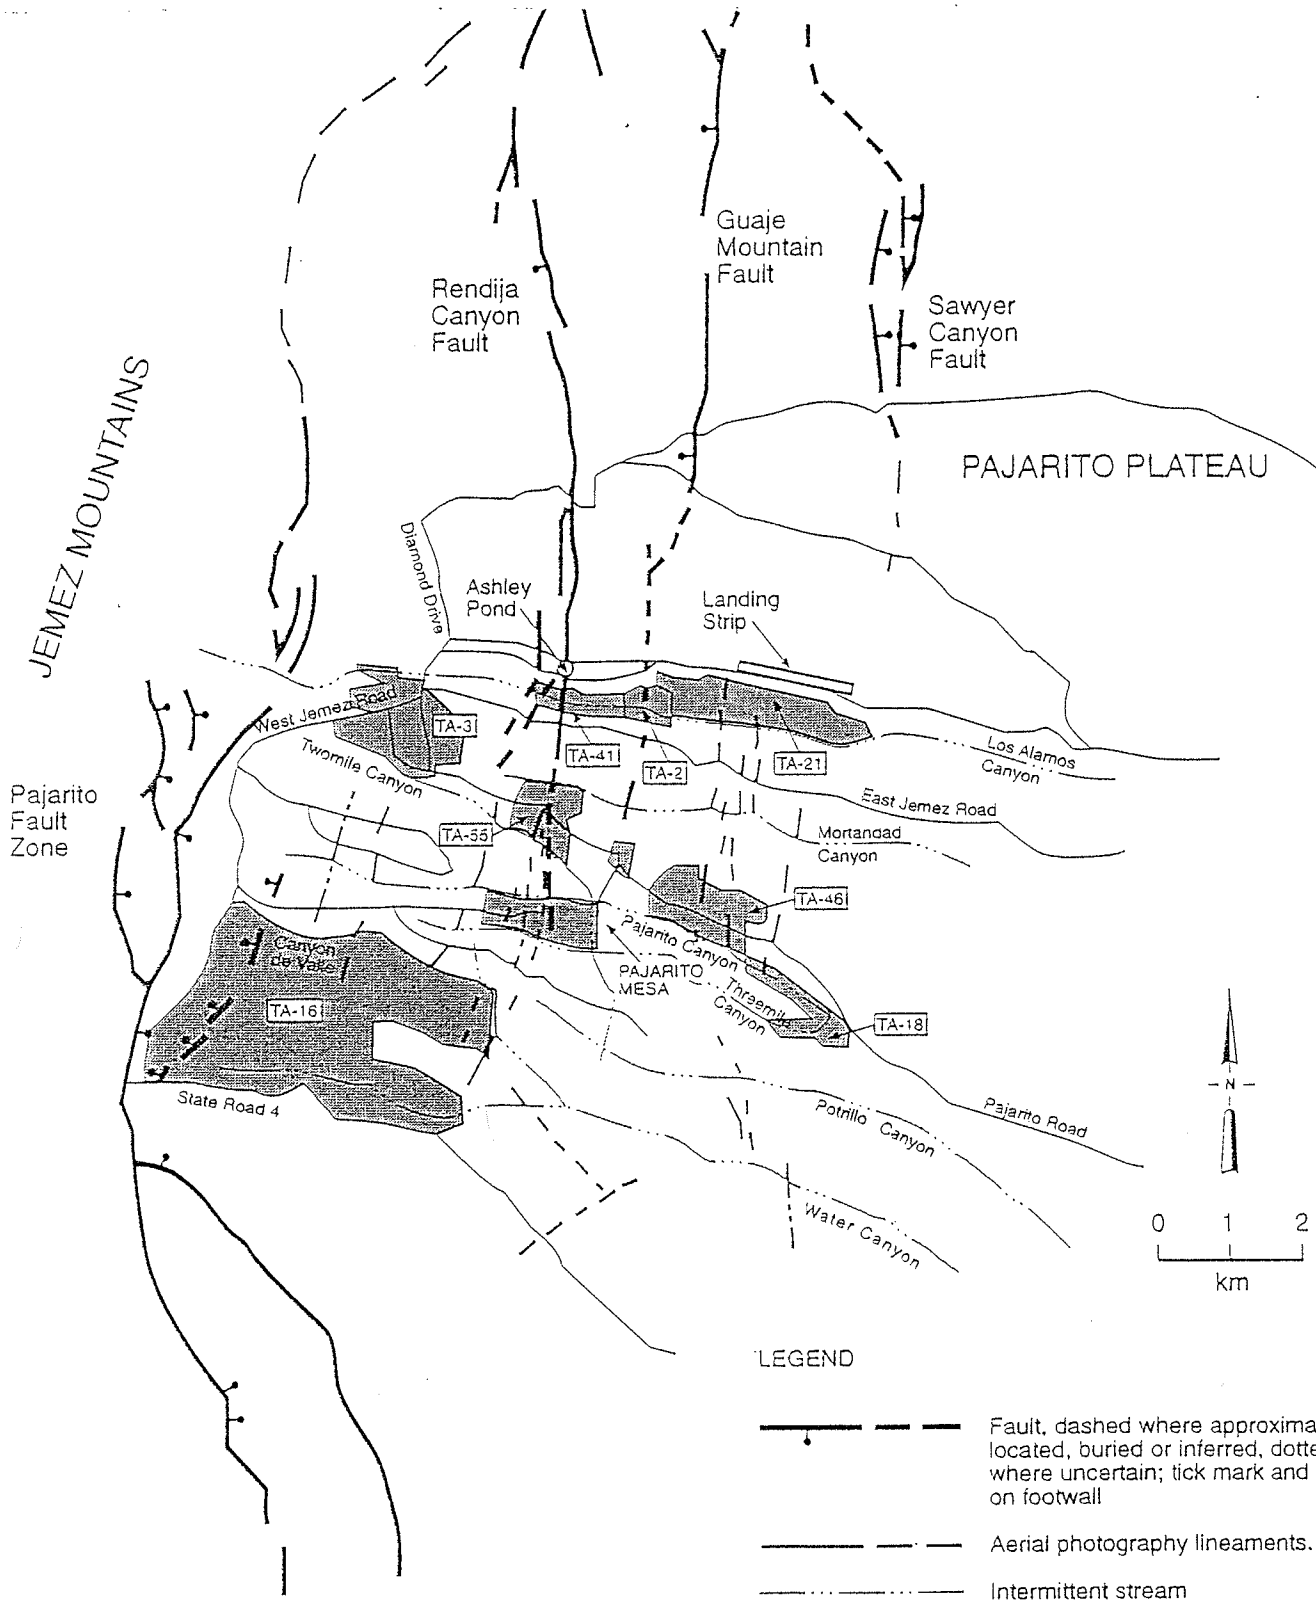 Guaje
Mountain
Fault
Rendija
Canyon
Fault
Sawyer
Canyon
Fault
JEMEZ MOUNTAINS
PAJARITO PLATEAU
Diamond Drive
Ashley
Pond
Landing
Strip
West Jemez Road
TA-3
TA-41
TA-2
TA-21
Los Alamos
Canyon
Twomile Canyon
Pajarito
Fault
Zone
East Jemez Road
TA-55
Mortandad
Canyon
TA-46
Pajarito Canyon
Canyon
de Valle
PAJARITO
MESA
Threemile
Canyon
TA-16
TA-18
N
State Road 4
Potrillo Canyon
Pajarito Road
Water Canyon
0 1 2
km
LEGEND
Fault, dashed where approxima
located, buried or inferred, dotte
where uncertain; tick mark and
on footwall
Aerial photography lineaments.
Intermittent stream